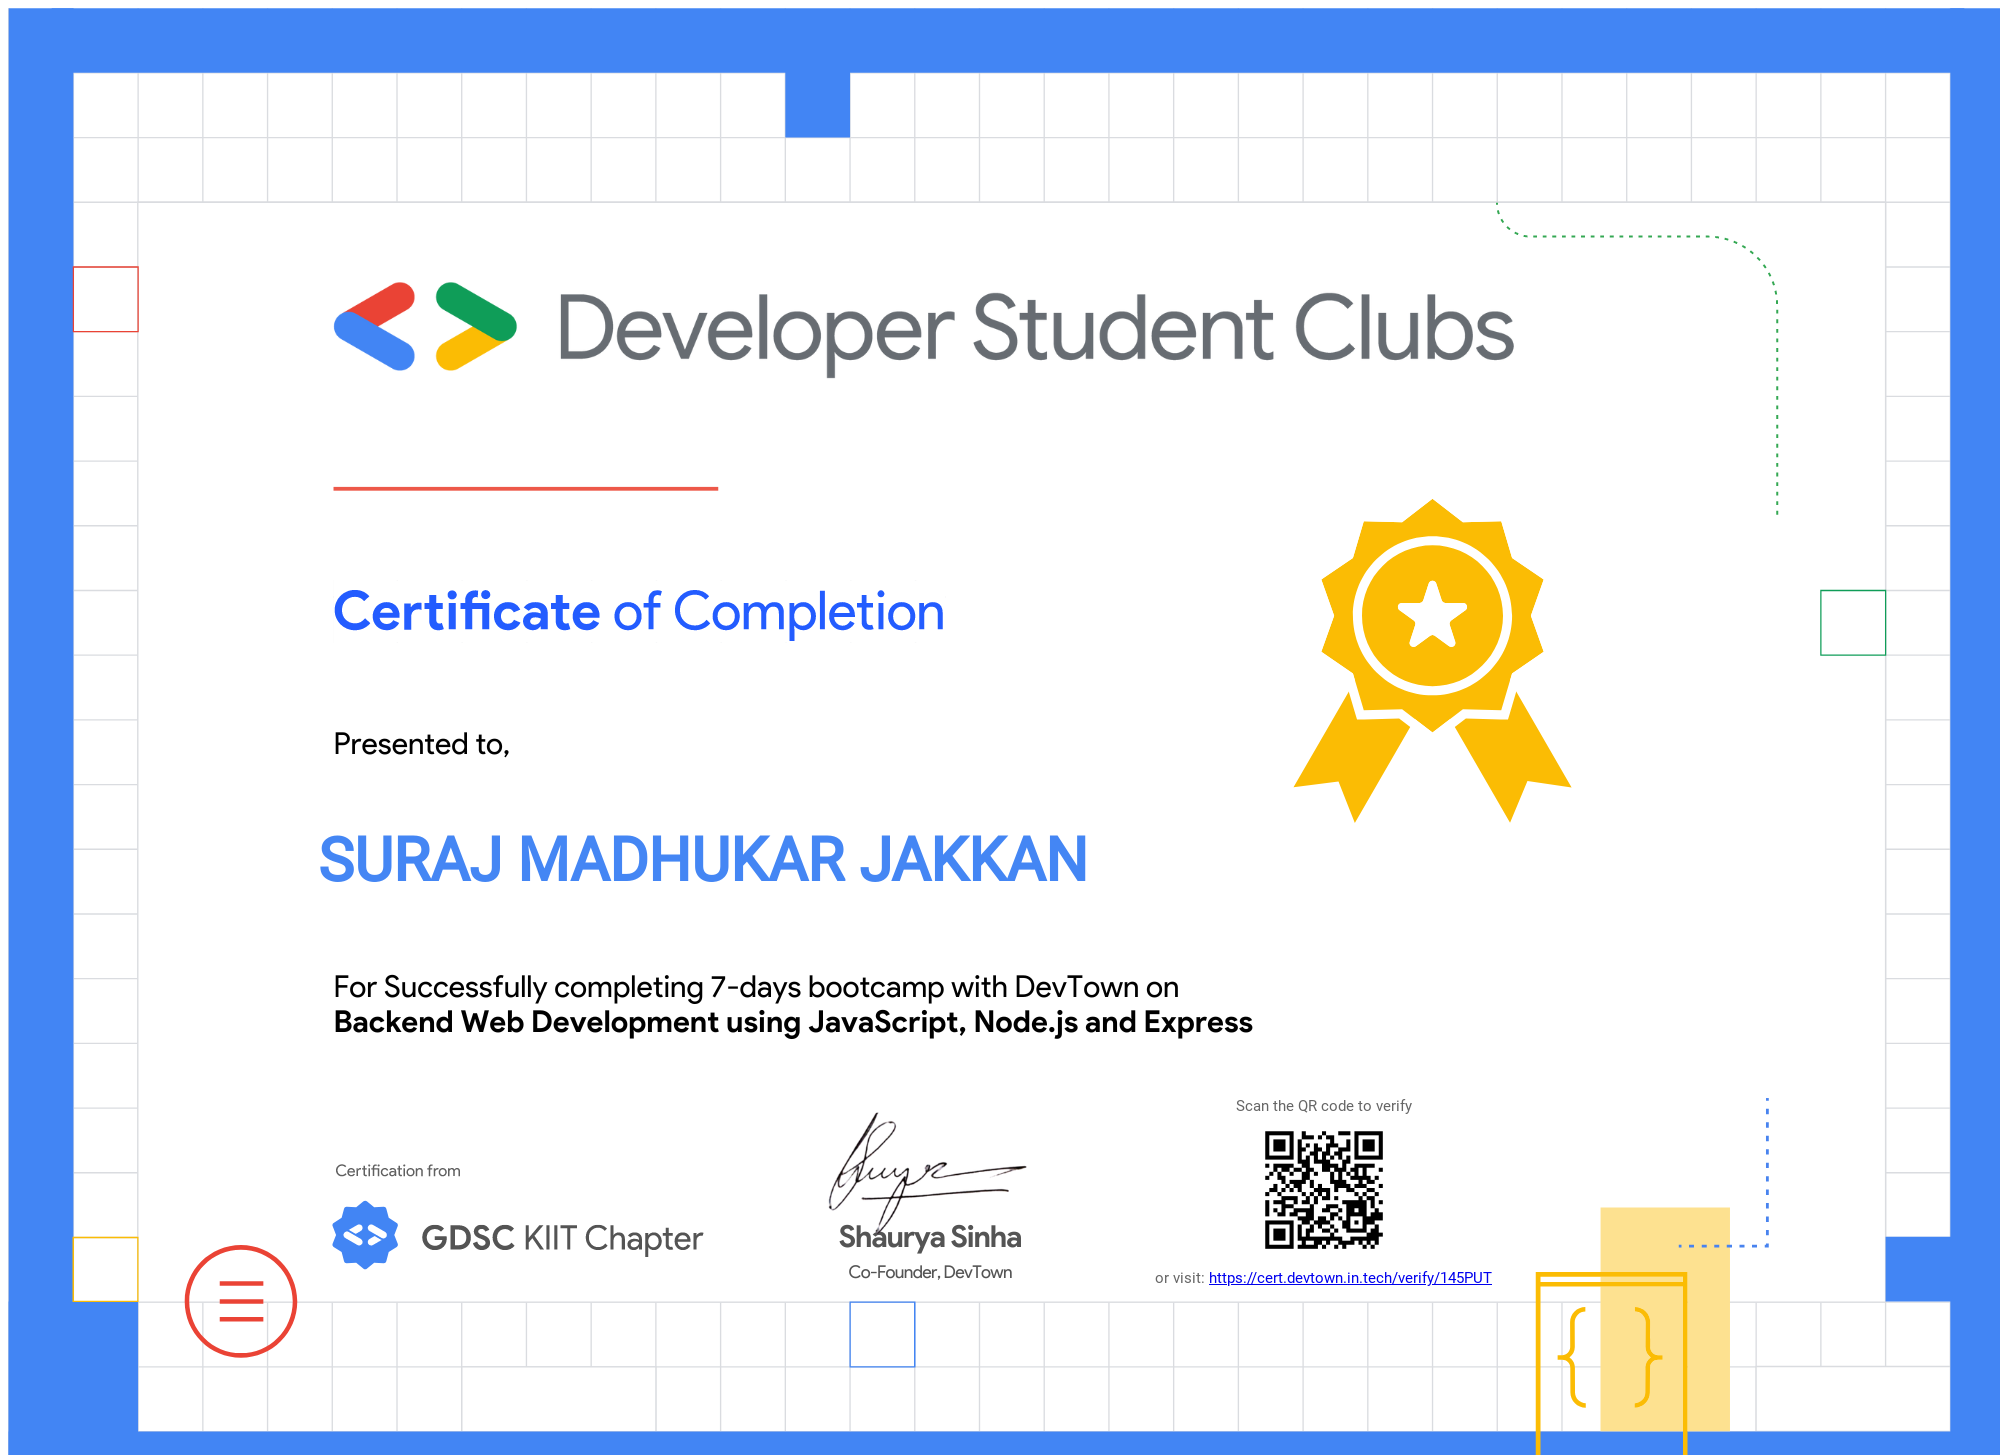 Developer Student Clubs
Certificate of Completion
Presented to,
SURAJ MADHUKAR JAKKAN
For Successfully completing 7-days bootcamp with DevTown on
Backend Web Development using JavaScript, Node.js and Express
Certification from
GDSC KIIT Chapter
Shaurya Sinha
Co-Founder, DevTown
Scan the QR code to verify
or visit: https://cert.devtown.in.tech/verify/145PUT
{ }